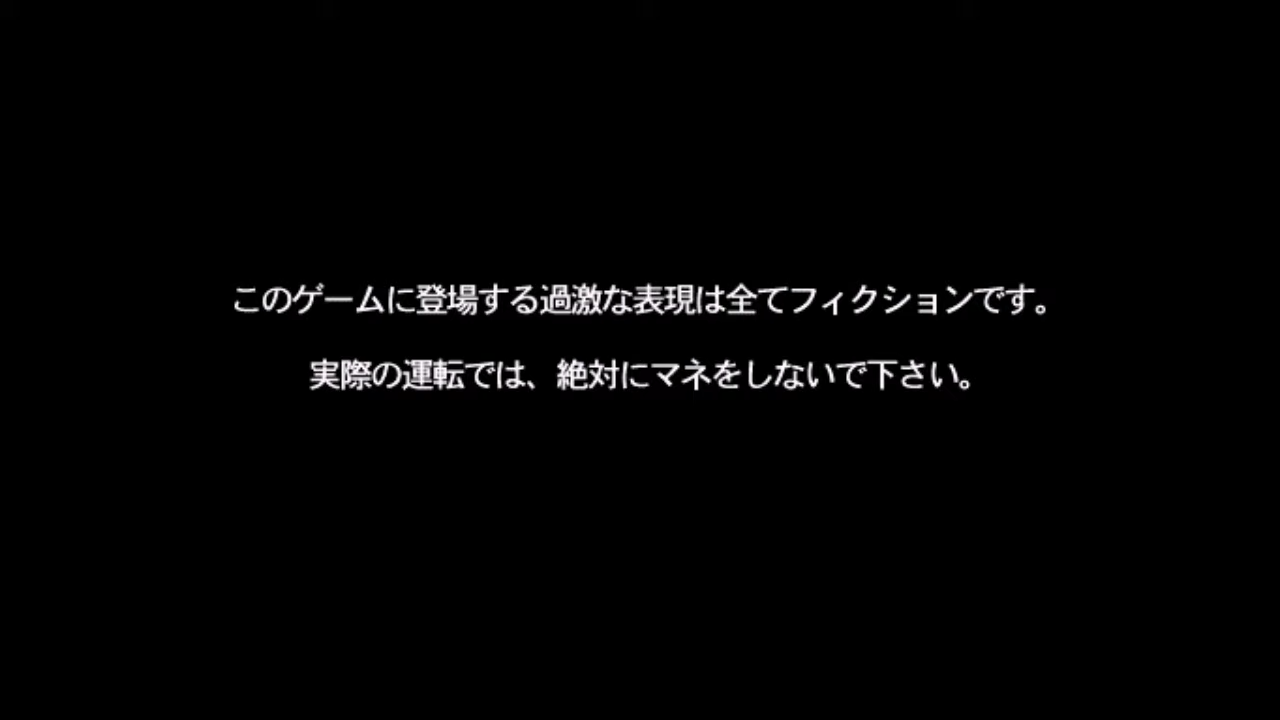 このゲームに登場する過激な表現は全てフィクションです。
実際の運転では、絶対にマネをしないで下さい。